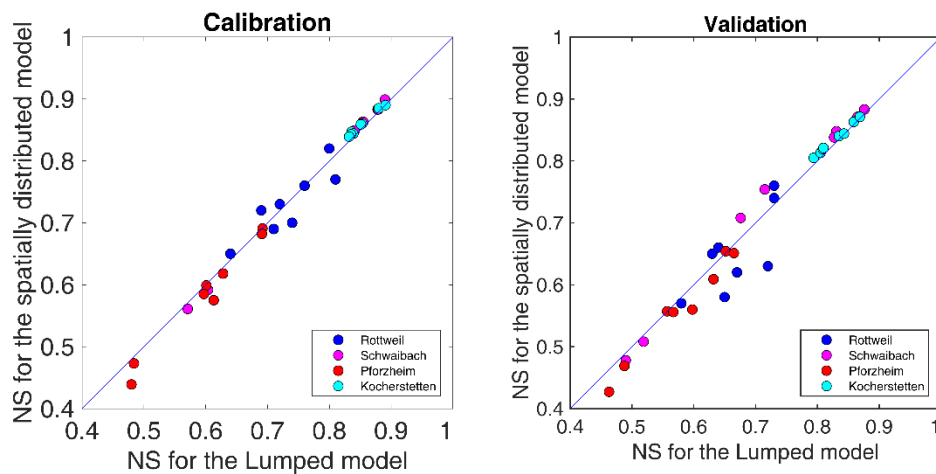 Calibration
NS for the spatially distributed model
1
0.9
0.8
0.7
0.6
0.5
0.4
0.4 0.5 0.6 0.7 0.8 0.9 1
NS for the Lumped model
Rottweil
Schwaibach
Pforzheim
Kocherstetten
Validation
NS for the spatially distributed model
1
0.9
0.8
0.7
0.6
0.5
0.4
0.4 0.5 0.6 0.7 0.8 0.9 1
NS for the Lumped model
Rottweil
Schwaibach
Pforzheim
Kocherstetten